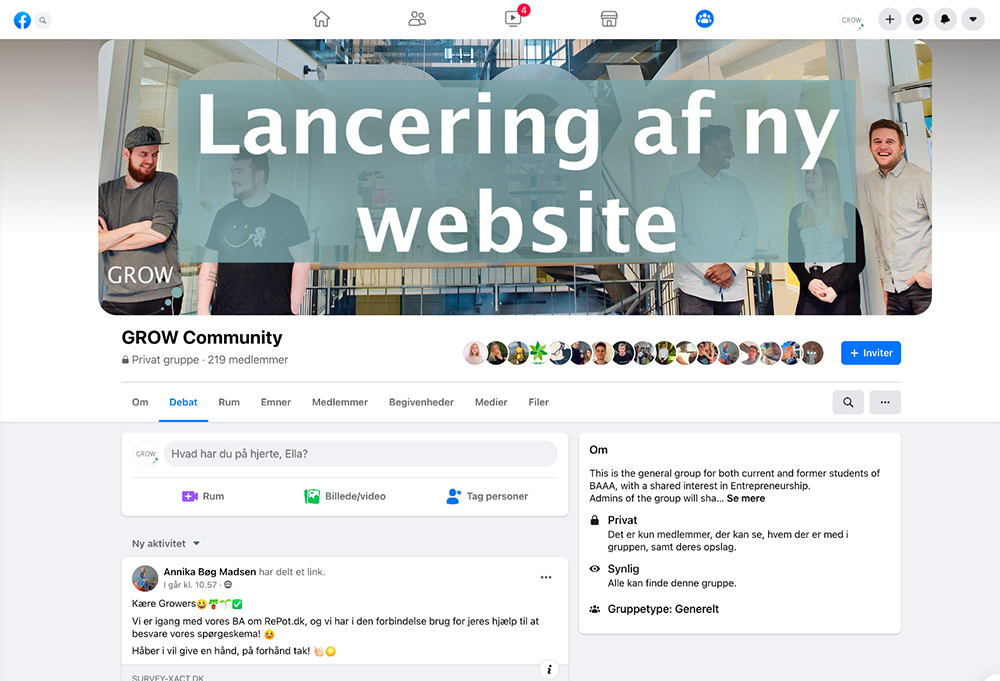 4
GROW
Lancering af ny
website
GROW
GROW Community
Privat gruppe · 219 medlemmer
+ Inviter
Om Debat Rum Emner Medlemmer Begivenheder Medier Filer
GROW
Hvad har du på hjerte, Ella?
Rum Billede/video Tag personer
Ny aktivitet
Annika Bøg Madsen har delt et link.
I går kl. 10.57 ·
Kære Growers😃🌳🌱✅
Vi er igang med vores BA om RePot.dk, og vi har i den forbindelse brug for jeres hjælp til at
besvare vores spørgeskema! 😊
Håber i vil give en hånd, på forhånd tak!
SURVEY-XACT.DK
Om
This is the general group for both current and former students of
BAAA, with a shared interest in Entrepreneurship.
Admins of the group will sha... Se mere
Privat
Det er kun medlemmer, der kan se, hvem der er med i
gruppen, samt deres opslag.
Synlig
Alle kan finde denne gruppe.
Gruppetype: Generelt